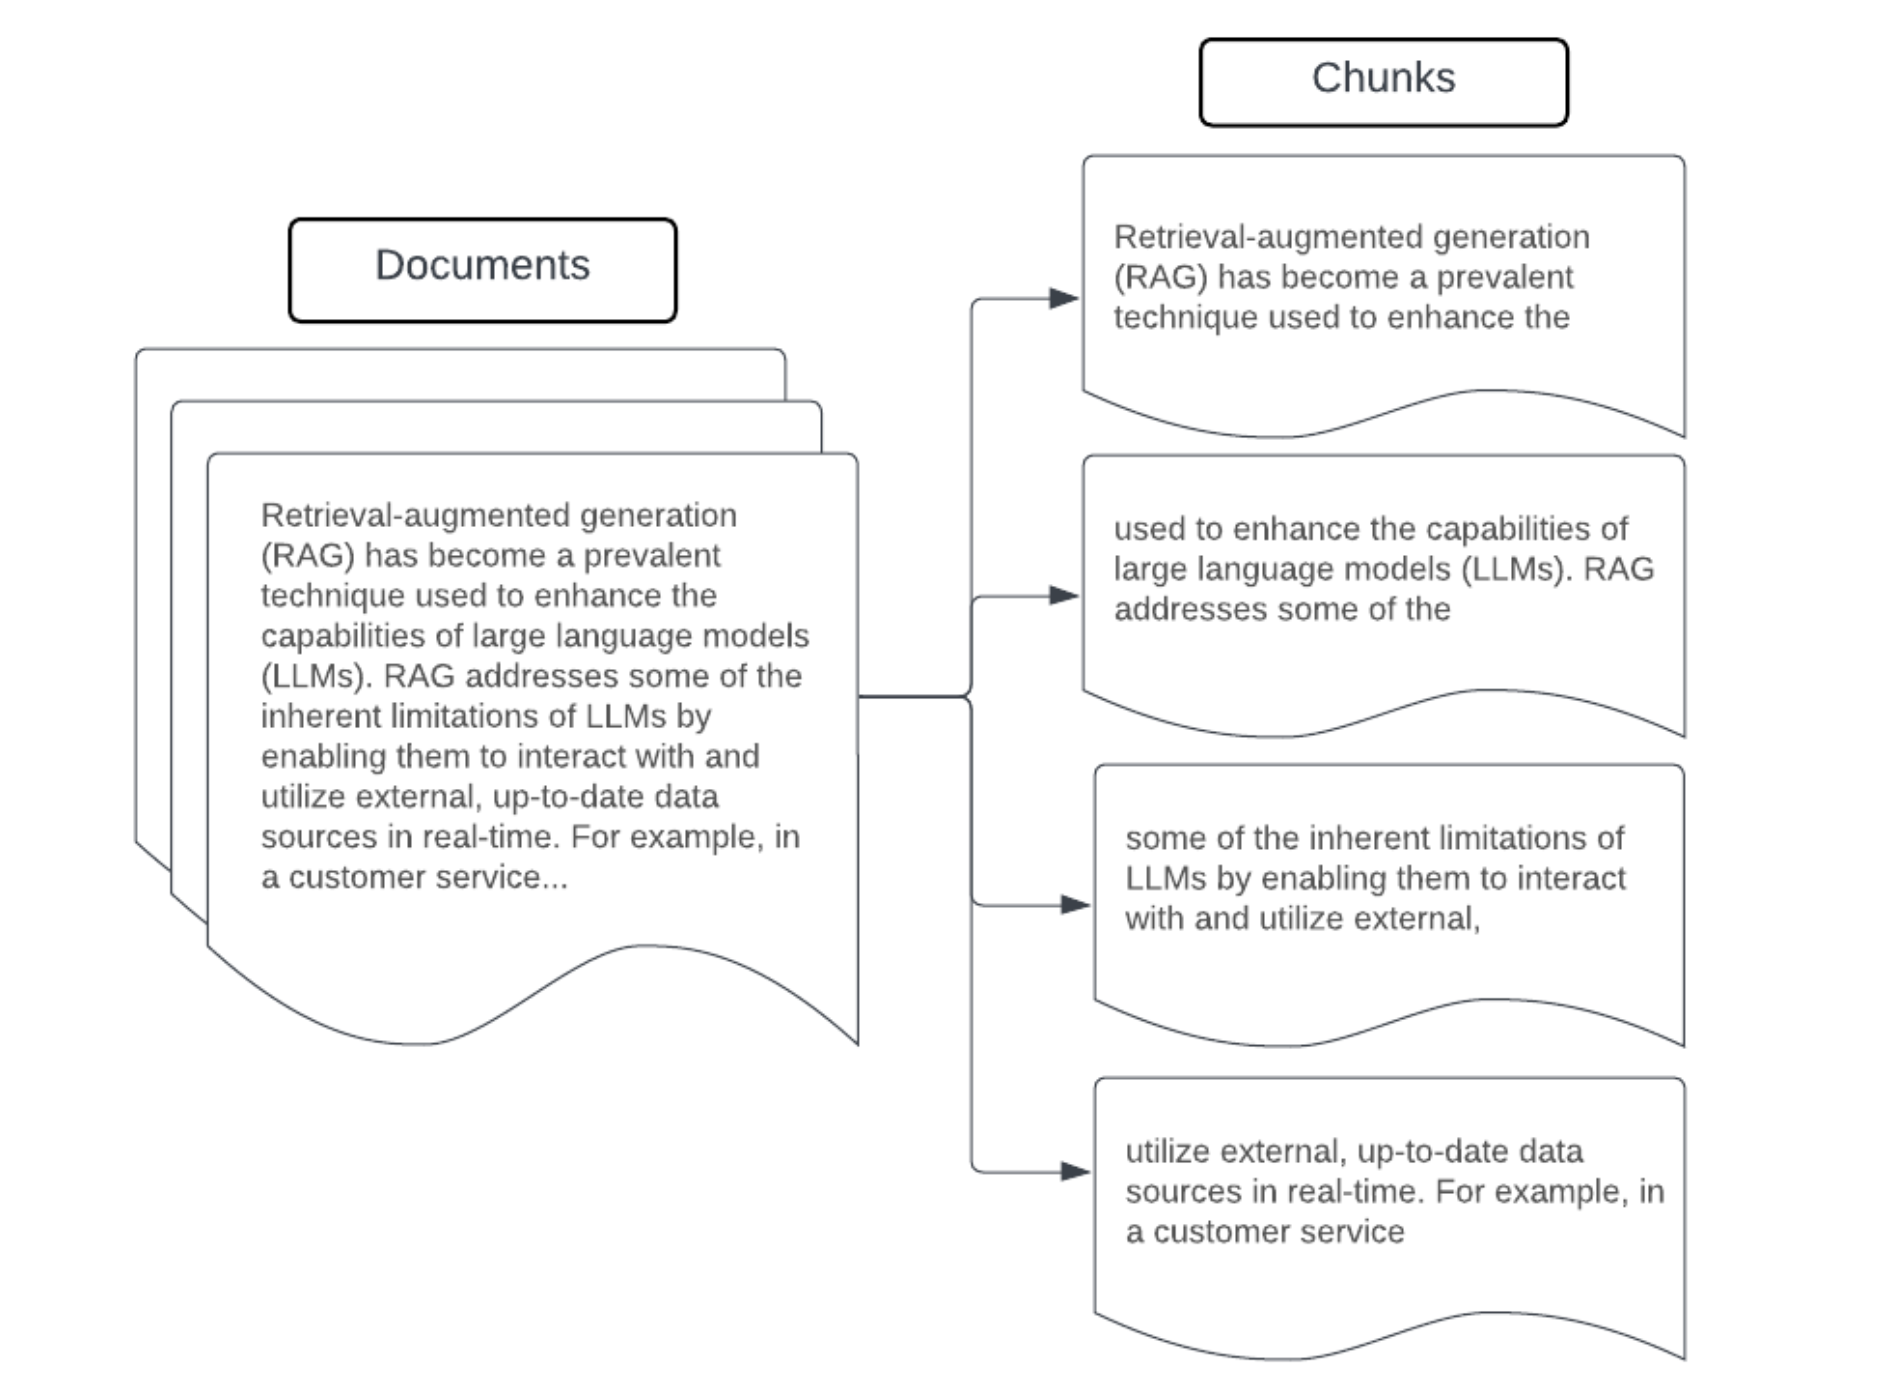 Documents
Retrieval-augmented generation
(RAG) has become a prevalent
technique used to enhance the
capabilities of large language models
(LLMs). RAG addresses some of the
inherent limitations of LLMs by
enabling them to interact with and
utilize external, up-to-date data
sources in real-time. For example, in
a customer service...
Chunks
Retrieval-augmented generation
(RAG) has become a prevalent
technique used to enhance the
used to enhance the capabilities of
large language models (LLMs). RAG
addresses some of the
some of the inherent limitations of
LLMs by enabling them to interact
with and utilize external,
utilize external, up-to-date data
sources in real-time. For example, in
a customer service